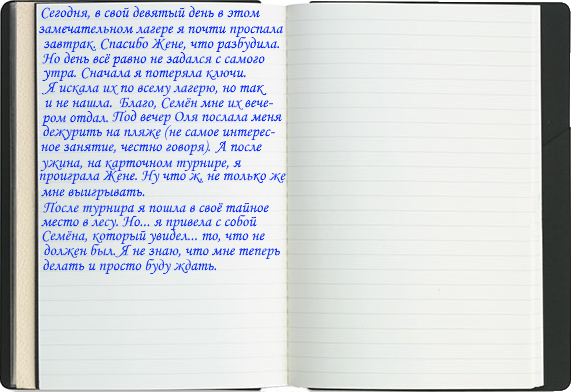 Сегодня, в свой девятый день в этом
замечательном лагере я почти проспала
завтрак. Спасибо Жене, что разбудила.
Но день всё равно не задался с самого
утра. Сначала я потеряла ключи.
Я искала их по всему лагерю, но так
и не нашла. Благо, Семён мне их вече-
ром отдал. Под вечер Оля послала меня
дежурить на пляже (не самое интерес-
ное занятие, честно говоря). А после
ужина, на карточном турнире, я
проиграла Жене. Ну что ж, не только же
мне выигрывать.
После турнира я пошла в своё тайное
место в лесу. Но... я привела с собой
Семёна, который увидел... то, что не
должен был. Я не знаю, что мне теперь
делать и просто буду ждать.